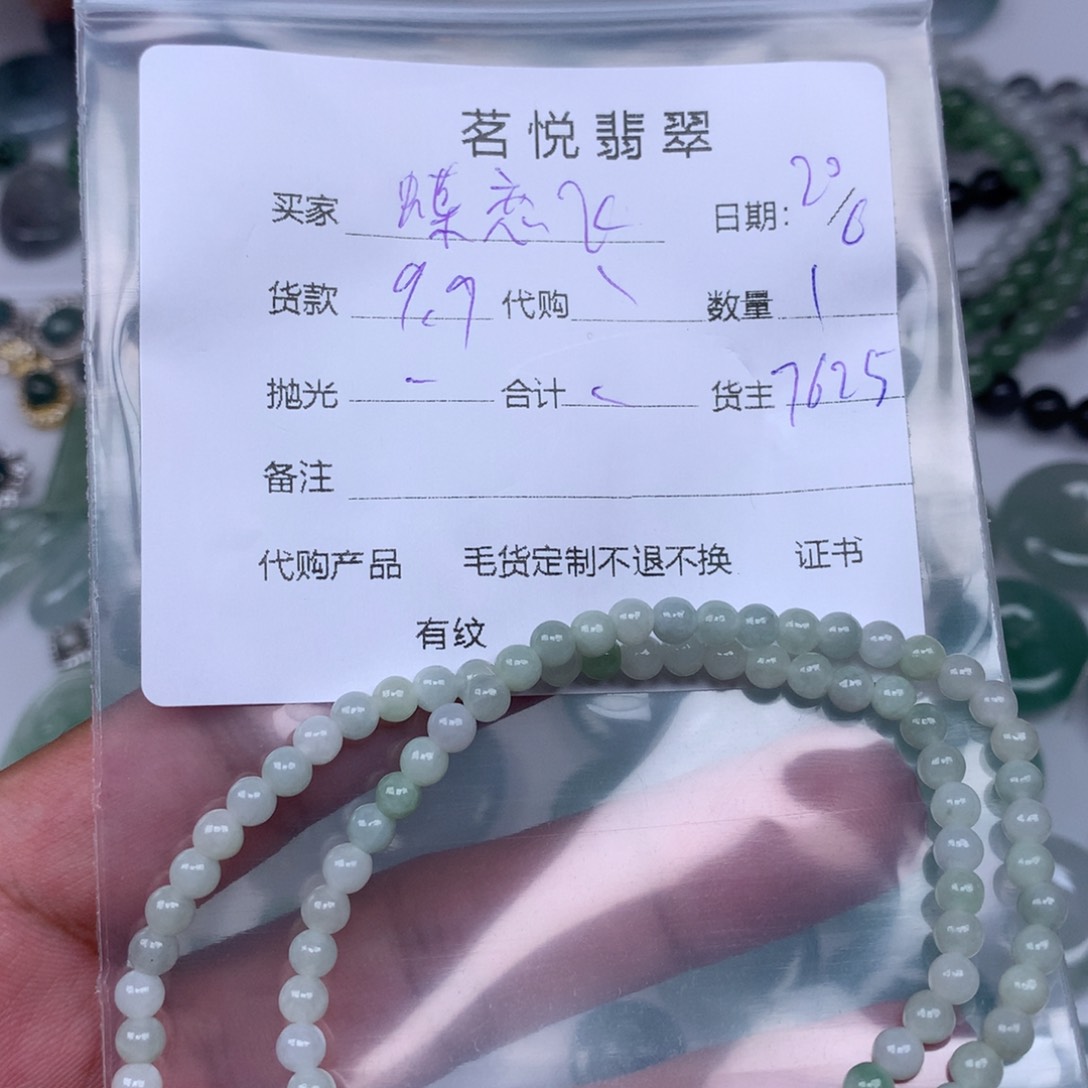 茗悦翡翠
买家 蝶恋飞 日期: 20/6
货款 9.9 代购 数量 1
抛光 - 合计 货主 7625
备注
代购产品 毛货定制不退不换 证书
有纹